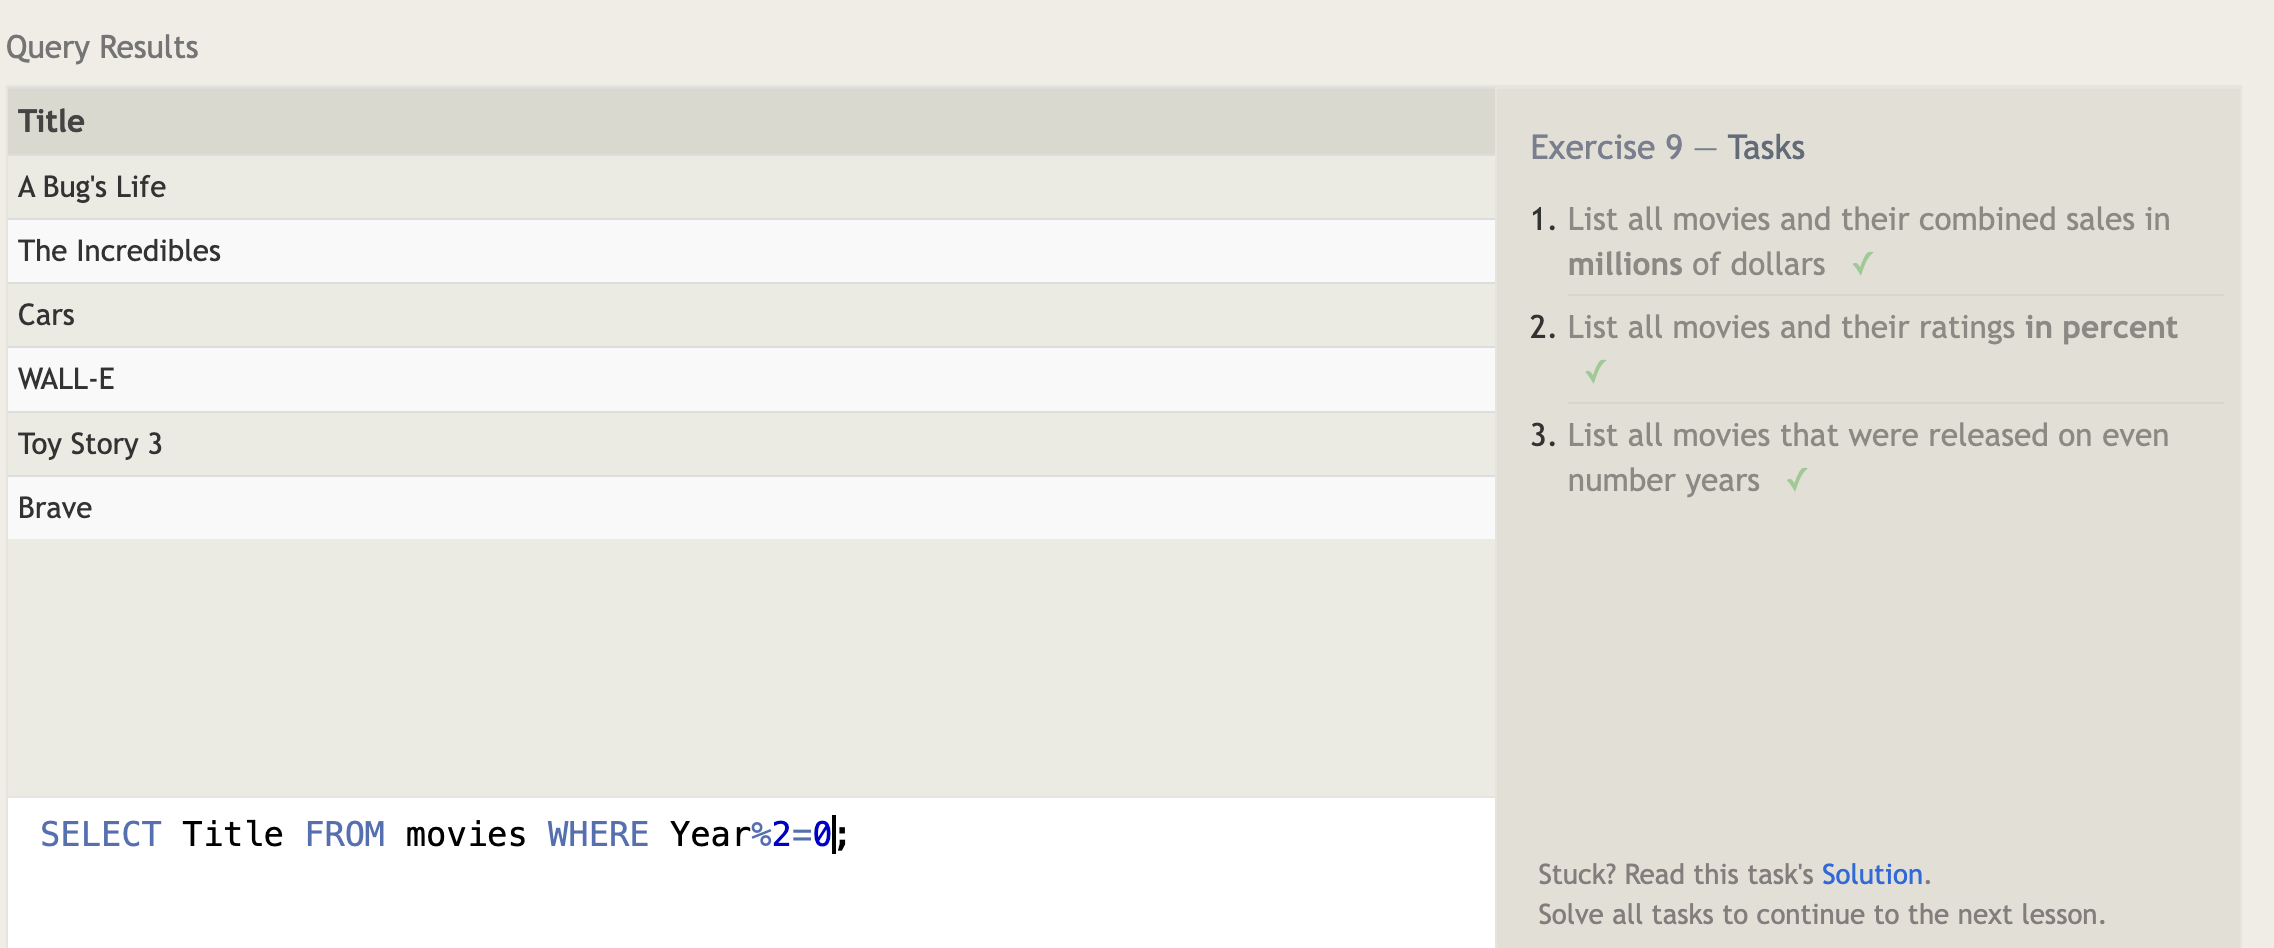 Query Results
Title
A Bug's Life
The Incredibles
Cars
WALL-E
Toy Story 3
Brave
SELECT Title FROM movies WHERE Year%2=0;
Exercise 9 — Tasks
1. List all movies and their combined sales in
millions of dollars ✓
2. List all movies and their ratings in percent
✓
3. List all movies that were released on even
number years ✓
Stuck? Read this task's Solution.
Solve all tasks to continue to the next lesson.